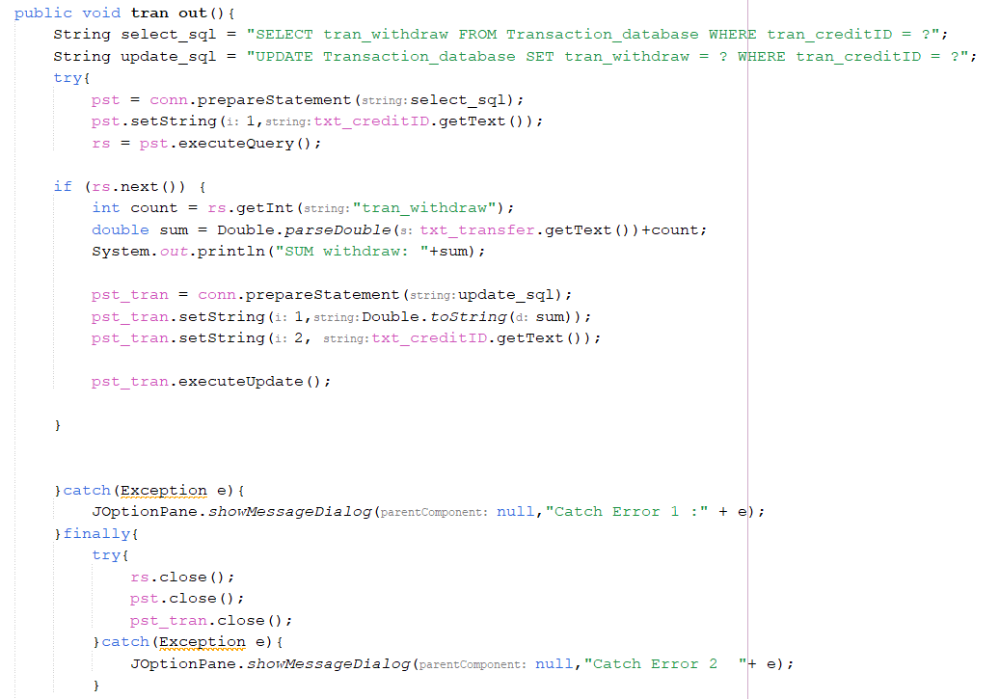 public void tran out(){
    String select_sql = "SELECT tran_withdraw FROM Transaction_database WHERE tran_creditID = ?";
    String update_sql = "UPDATE Transaction_database SET tran_withdraw = ? WHERE tran_creditID = ?";
    try{
        pst = conn.prepareStatement(string:select_sql);
        pst.setString(i: 1,string:txt_creditID.getText());
        rs = pst.executeQuery();
    if (rs.next()) {
        int count = rs.getInt(string:"tran_withdraw");
        double sum = Double.parseDouble(s: txt_transfer.getText())+count;
        System.out.println("SUM withdraw: "+sum);
        pst_tran = conn.prepareStatement(string:update_sql);
        pst_tran.setString(i: 1,string:Double.toString(d: sum));
        pst_tran.setString(i: 2, string:txt_creditID.getText());
        pst_tran.executeUpdate();
    }
    }catch(Exception e){
        JOptionPane.showMessageDialog(parentComponent: null,"Catch Error 1 :" + e);
    }finally{
        try{
            rs.close();
            pst.close();
            pst_tran.close();
        }catch(Exception e){
            JOptionPane.showMessageDialog(parentComponent: null,"Catch Error 2  "+ e);
        }